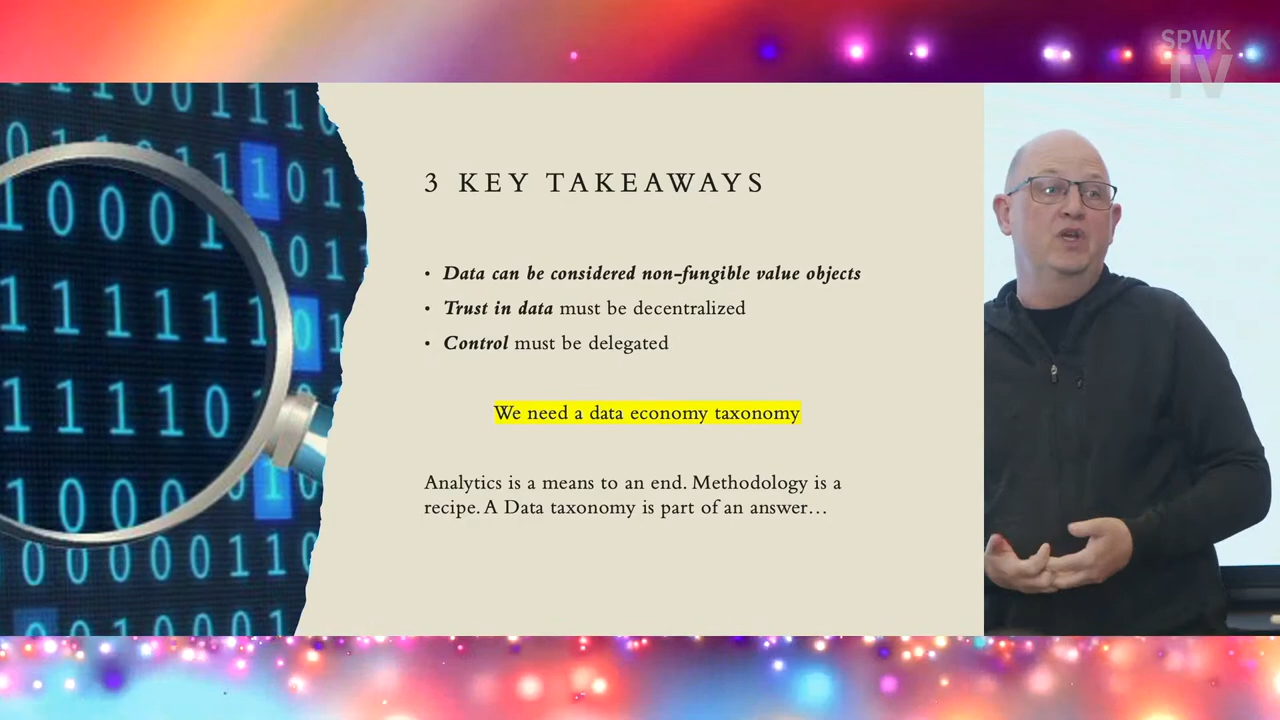 SPWK
TV
3 KEY TAKEAWAYS
• Data can be considered non-fungible value objects
• Trust in data must be decentralized
• Control must be delegated
We need a data economy taxonomy
Analytics is a means to an end. Methodology is a
recipe. A Data taxonomy is part of an answer…